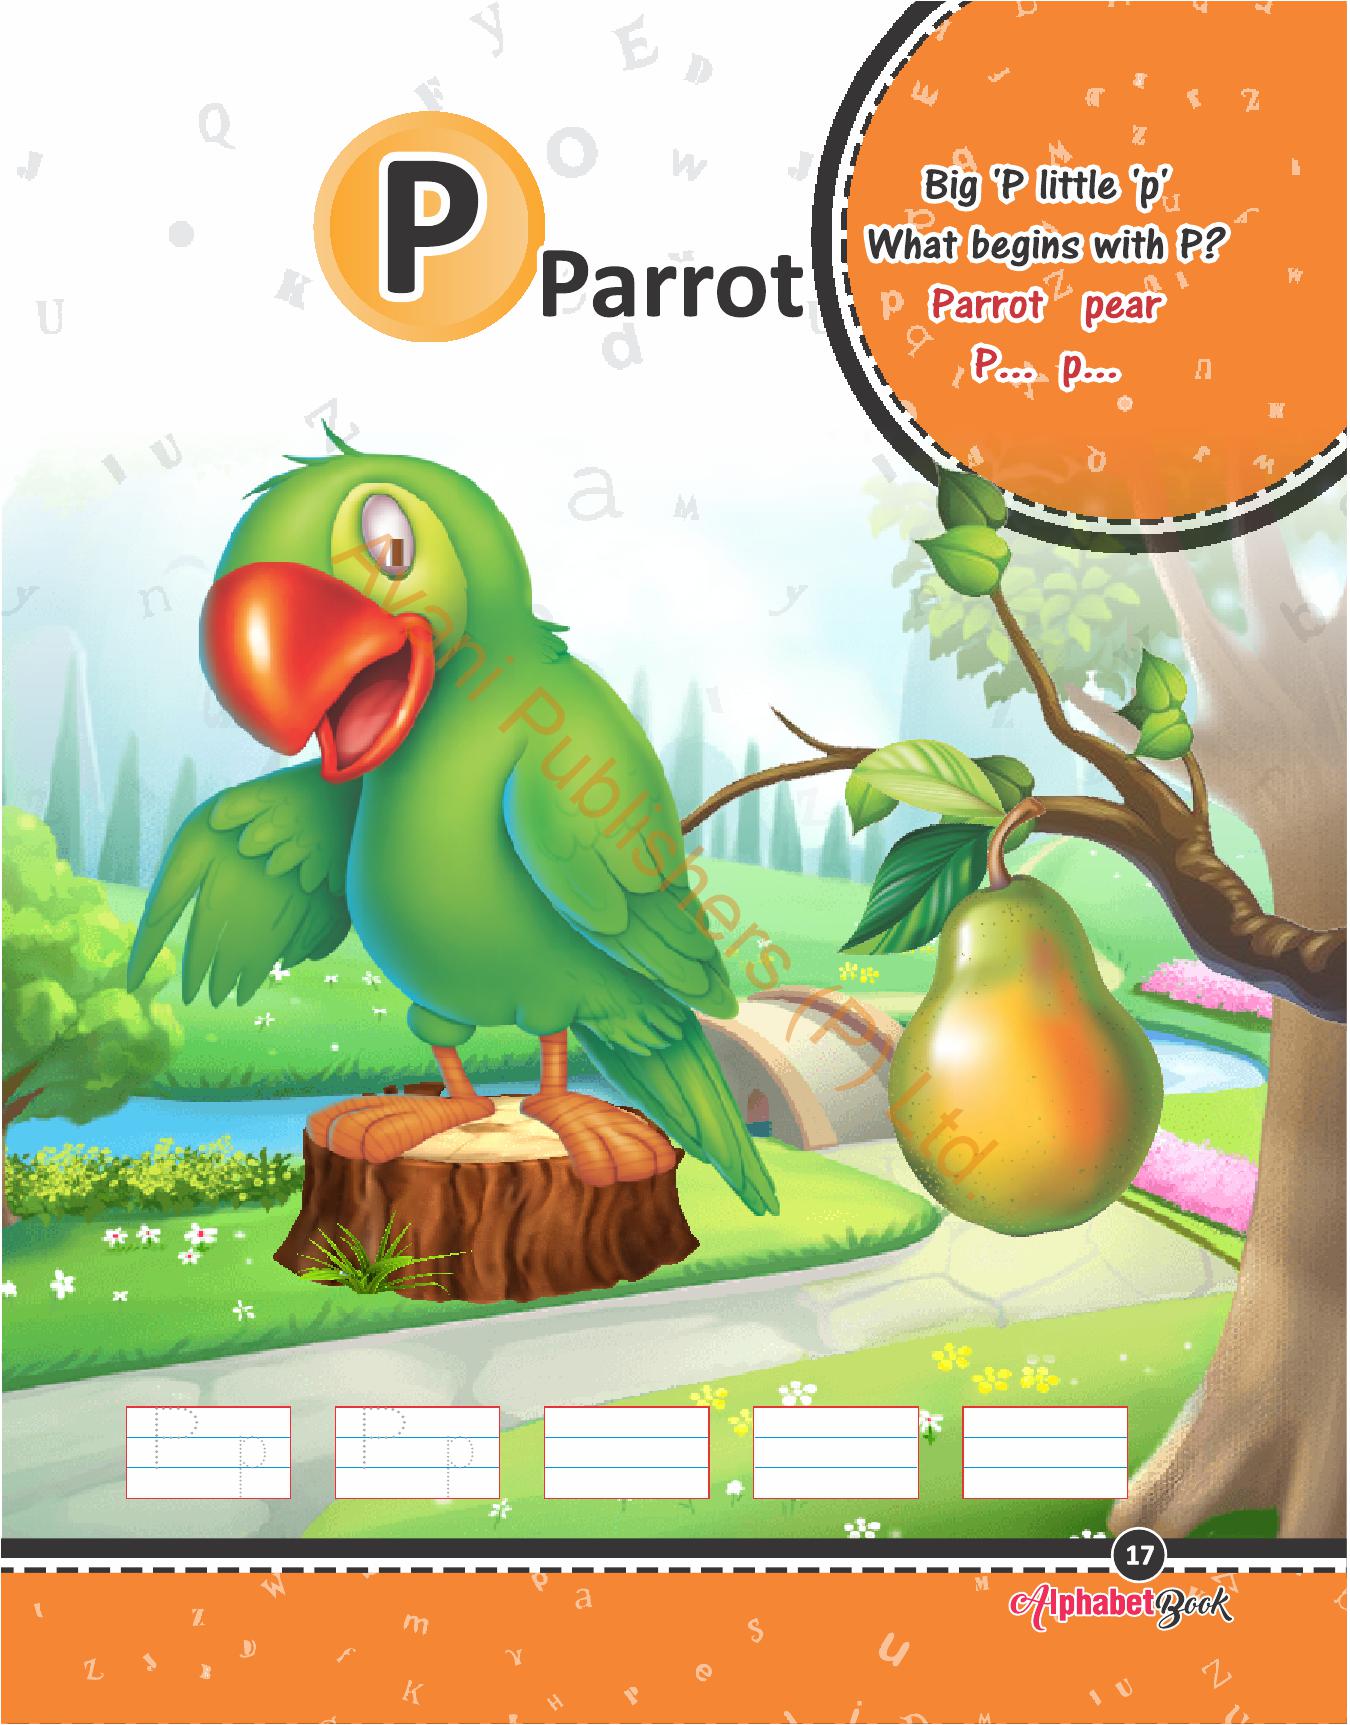 P
Parrot
Big 'P little 'p'
What begins with P?
Parrot pear
P... p...
Avani Publishers (P) Ltd.
P p P p
17
AlphabetBook